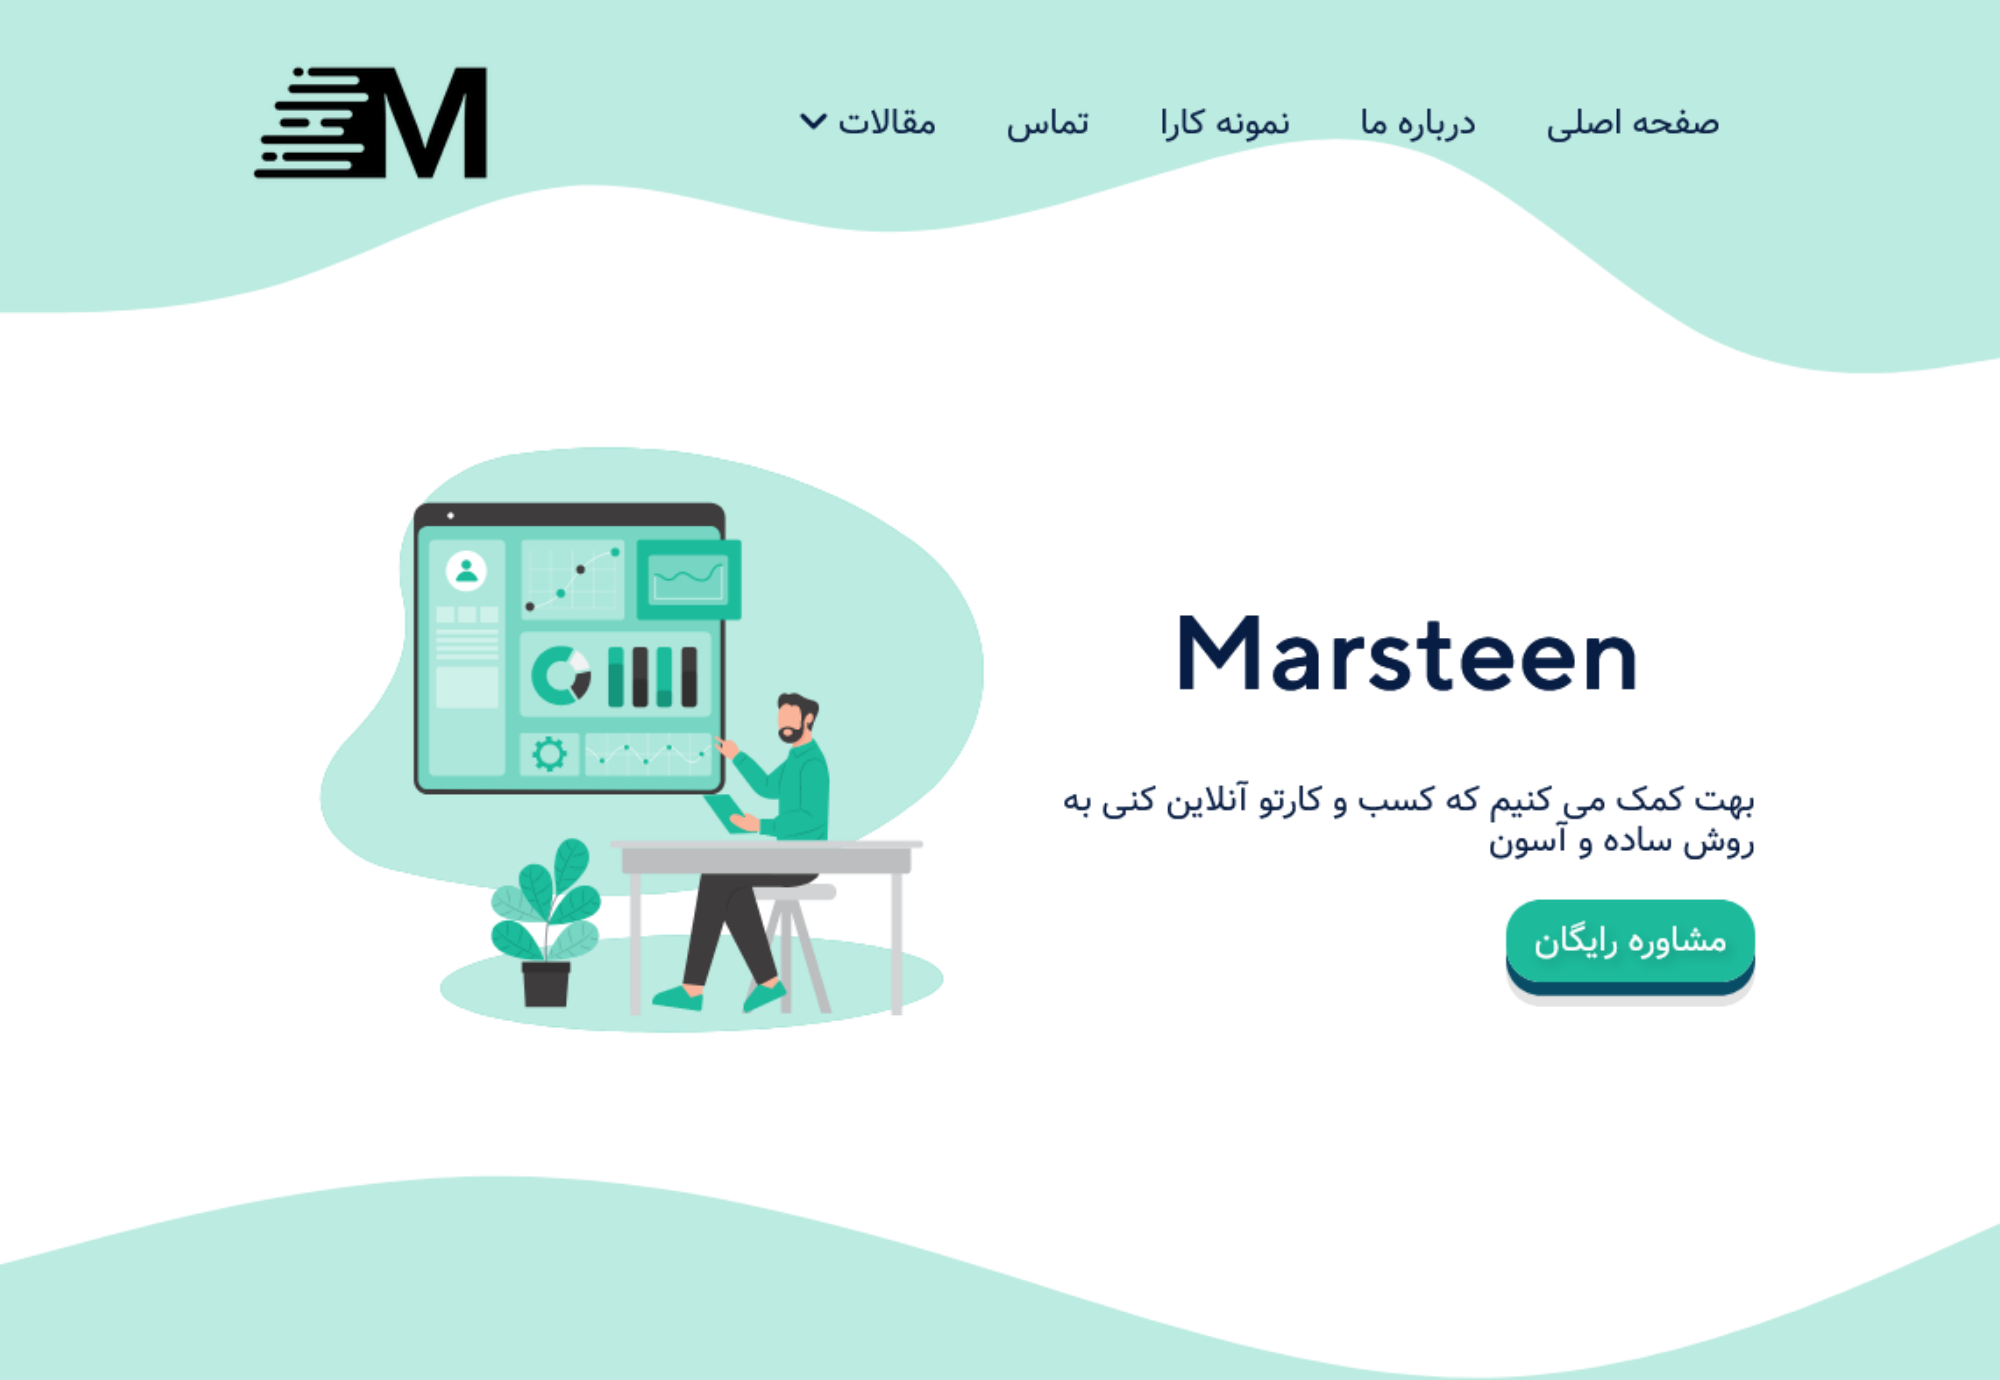 صفحه اصلی
درباره ما
نمونه کارا
تماس
مقالات
M
Marsteen
بهت کمک می کنیم که کسب و کارتو آنلاین کنی به
روش ساده و آسون
مشاوره رایگان